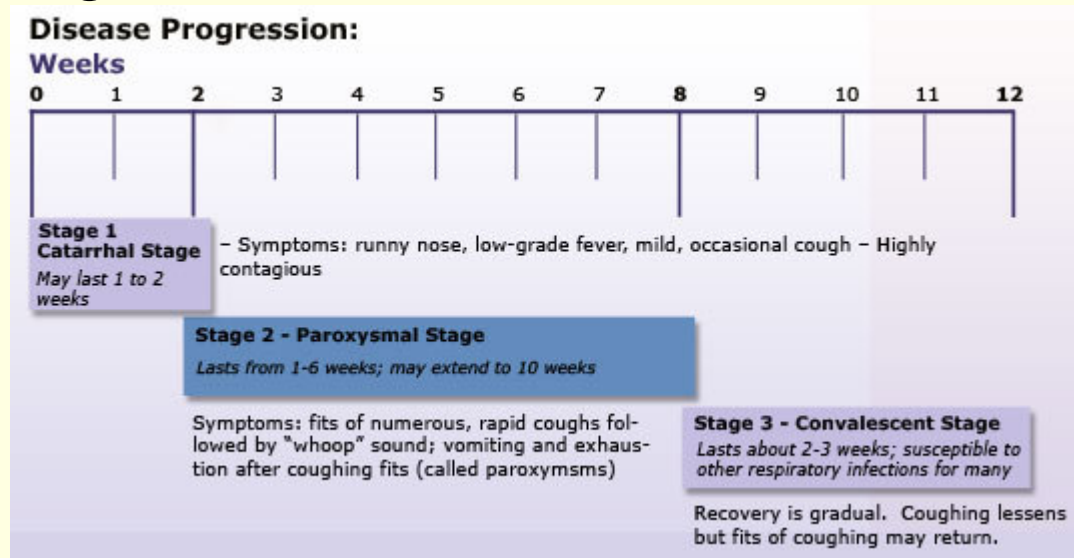 Disease Progression:
Weeks
0 1 2 3 4 5 6 7 8 9 10 11 12
Stage 1
Catarrhal Stage
May last 1 to 2
weeks
– Symptoms: runny nose, low-grade fever, mild, occasional cough – Highly
contagious
Stage 2 - Paroxysmal Stage
Lasts from 1-6 weeks; may extend to 10 weeks
Symptoms: fits of numerous, rapid coughs fol-
lowed by “whoop” sound; vomiting and exhaus-
tion after coughing fits (called paroxymsms)
Stage 3 - Convalescent Stage
Lasts about 2-3 weeks; susceptible to
other respiratory infections for many
Recovery is gradual. Coughing lessens
but fits of coughing may return.